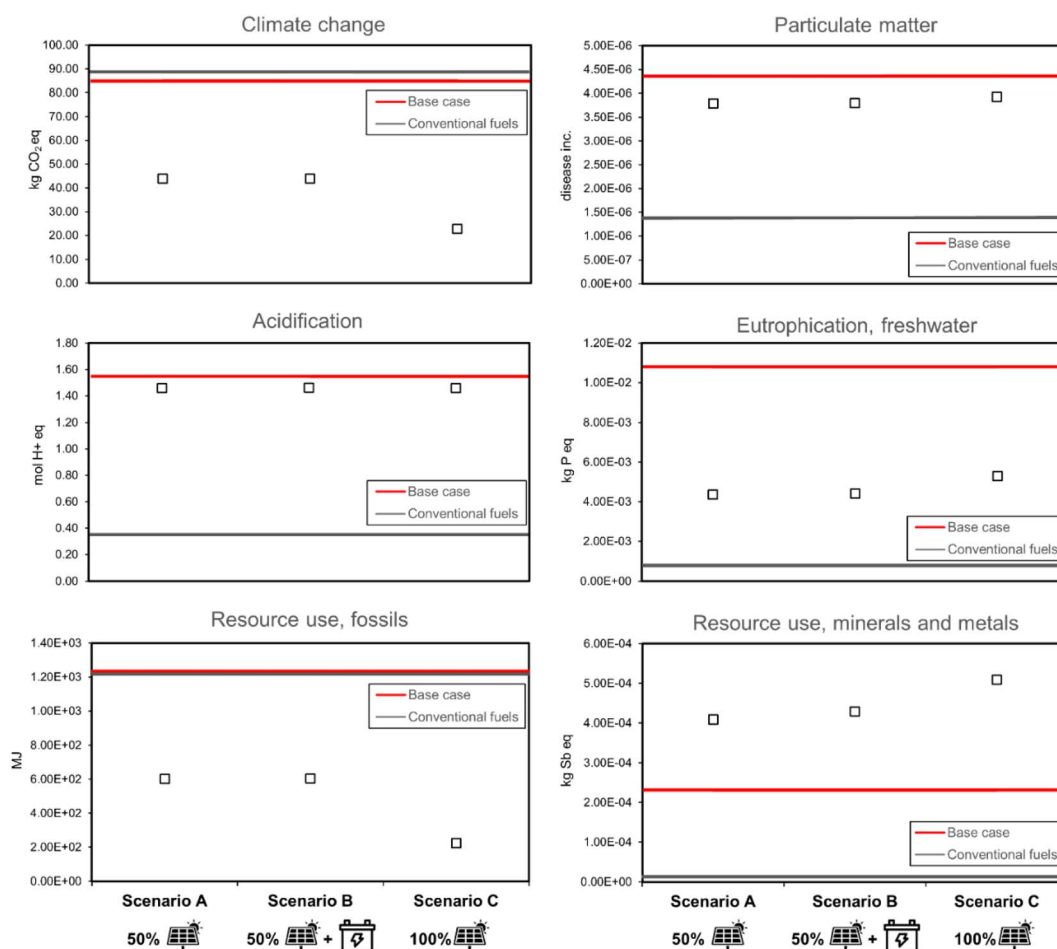 Climate change
100.00
90.00
80.00
70.00
60.00
50.00
40.00
30.00
20.00
10.00
0.00
kg CO₂ eq
Base case
Conventional fuels
Particulate matter
5.00E-06
4.50E-06
4.00E-06
3.50E-06
3.00E-06
2.50E-06
2.00E-06
1.50E-06
1.00E-06
5.00E-07
0.00E+00
disease inc.
Base case
Conventional fuels
Acidification
1.80
1.60
1.40
1.20
1.00
0.80
0.60
0.40
0.20
0.00
mol H+ eq
Base case
Conventional fuels
Eutrophication, freshwater
1.20E-02
1.00E-02
8.00E-03
6.00E-03
4.00E-03
2.00E-03
0.00E+00
kg P eq
Base case
Conventional fuels
Resource use, fossils
1.40E+03
1.20E+03
1.00E+03
8.00E+02
6.00E+02
4.00E+02
2.00E+02
0.00E+00
MJ
Base case
Conventional fuels
Scenario A Scenario B Scenario C
50% 50% + 100%
Resource use, minerals and metals
6.00E-04
5.00E-04
4.00E-04
3.00E-04
2.00E-04
1.00E-04
0.00E+00
kg Sb eq
Base case
Conventional fuels
Scenario A Scenario B Scenario C
50% 50% + 100%